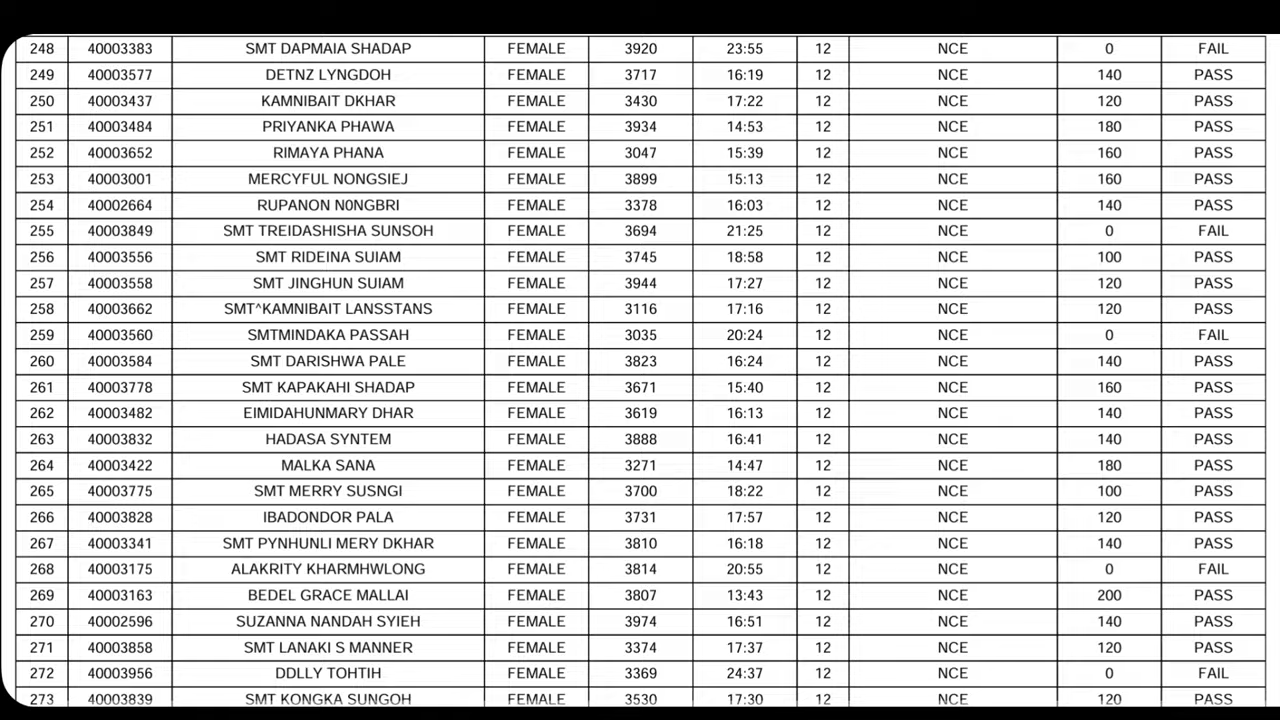 248 40003383 SMT DAPMAIA SHADAP FEMALE 3920 23:55 12 NCE 0 FAIL
249 40003577 DETNZ LYNGDOH FEMALE 3717 16:19 12 NCE 140 PASS
250 40003437 KAMNIBAIT DKHAR FEMALE 3430 17:22 12 NCE 120 PASS
251 40003484 PRIYANKA PHAWA FEMALE 3934 14:53 12 NCE 180 PASS
252 40003652 RIMAYA PHANA FEMALE 3047 15:39 12 NCE 160 PASS
253 40003001 MERCYFUL NONGSIEJ FEMALE 3899 15:13 12 NCE 160 PASS
254 40002664 RUPANON N0NGBRI FEMALE 3378 16:03 12 NCE 140 PASS
255 40003849 SMT TREIDASHISHA SUNSOH FEMALE 3694 21:25 12 NCE 0 FAIL
256 40003556 SMT RIDEINA SUIAM FEMALE 3745 18:58 12 NCE 100 PASS
257 40003558 SMT JINGHUN SUIAM FEMALE 3944 17:27 12 NCE 120 PASS
258 40003662 SMT^KAMNIBAIT LANSSTANS FEMALE 3116 17:16 12 NCE 120 PASS
259 40003560 SMTMINDAKA PASSAH FEMALE 3035 20:24 12 NCE 0 FAIL
260 40003584 SMT DARISHWA PALE FEMALE 3823 16:24 12 NCE 140 PASS
261 40003778 SMT KAPAKAHI SHADAP FEMALE 3671 15:40 12 NCE 160 PASS
262 40003482 EIMIDAHUNMARY DHAR FEMALE 3619 16:13 12 NCE 140 PASS
263 40003832 HADASA SYNTEM FEMALE 3888 16:41 12 NCE 140 PASS
264 40003422 MALKA SANA FEMALE 3271 14:47 12 NCE 180 PASS
265 40003775 SMT MERRY SUSNGI FEMALE 3700 18:22 12 NCE 100 PASS
266 40003828 IBADONDOR PALA FEMALE 3731 17:57 12 NCE 120 PASS
267 40003341 SMT PYNHUNLI MERY DKHAR FEMALE 3810 16:18 12 NCE 140 PASS
268 40003175 ALAKRITY KHARMHWLONG FEMALE 3814 20:55 12 NCE 0 FAIL
269 40003163 BEDEL GRACE MALLAI FEMALE 3807 13:43 12 NCE 200 PASS
270 40002596 SUZANNA NANDAH SYIEH FEMALE 3974 16:51 12 NCE 140 PASS
271 40003858 SMT LANAKI S MANNER FEMALE 3374 17:37 12 NCE 120 PASS
272 40003956 DDLLY TOHTIH FEMALE 3369 24:37 12 NCE 0 FAIL
273 40003839 SMT KONGKA SUNGOH FEMALE 3530 17:30 12 NCE 120 PASS